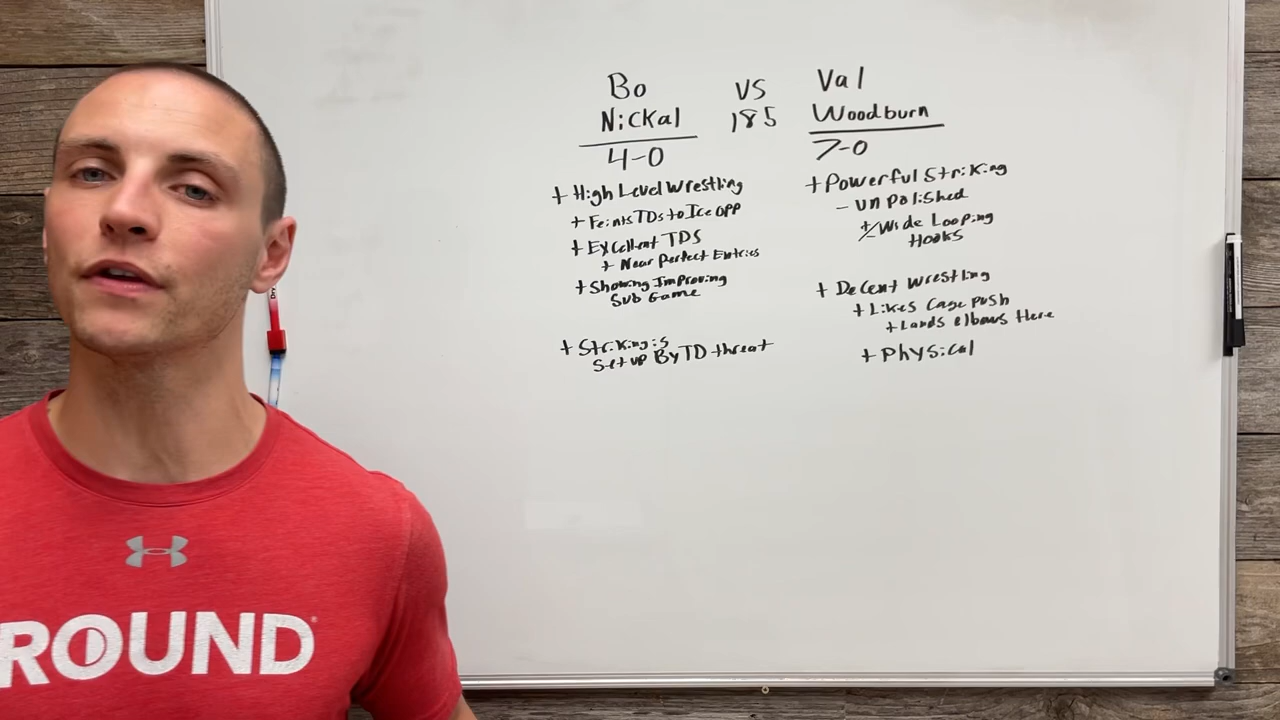 Bo
Nickal
4-0
+ High Level Wrestling
+ Feints TDs to Ice OPP
+ Excellent TDS
+ Near Perfect Entries
+ Showing Improving
Sub Game
+ Striking is
Set up By TD threat
VS
185
Val
Woodburn
7-0
+ Powerful Striking
- Unpolished
+/- Wide Looping
Hooks
+ Decent Wrestling
+ Likes Cage push
+ Lands elbows Here
+ Physical
ROUND